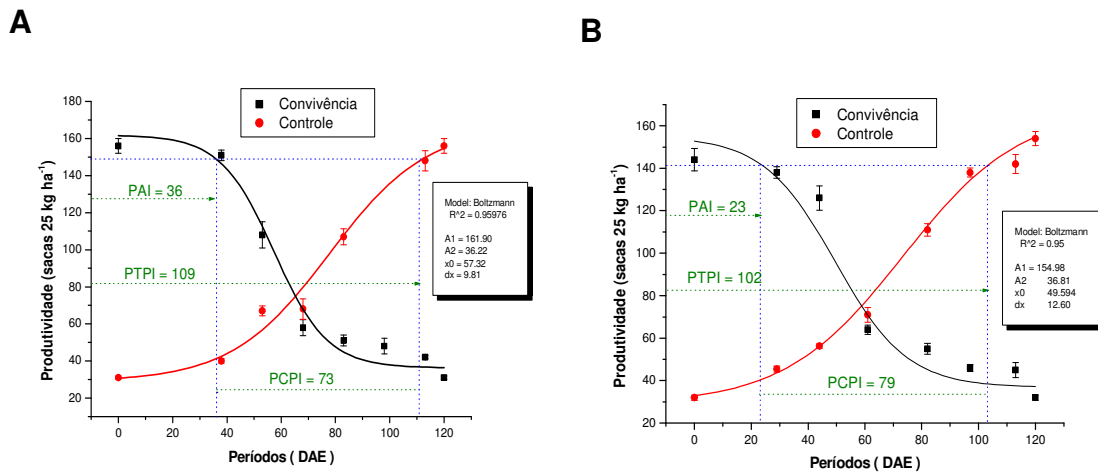 A
Produtividade (sacas 25 kg ha⁻¹)
180
160
140
120
100
80
60
40
20
0 20 40 60 80 100 120
Períodos ( DAE )
Convivência
Controle
PAI = 36
PTPI = 109
PCPI = 73
Model: Boltzmann
R^2 = 0.95976
A1 = 161.90
A2 = 36.22
x0 = 57.32
dx = 9.81
B
Produtividade (sacas 25 kg ha⁻¹)
160
140
120
100
80
60
40
20
0 20 40 60 80 100 120
Períodos ( DAE )
Convivência
Controle
PAI = 23
PTPI = 102
PCPI = 79
Model: Boltzmann
R^2 = 0.95
A1 = 154.98
A2 36.81
x0 49.594
dx 12.60